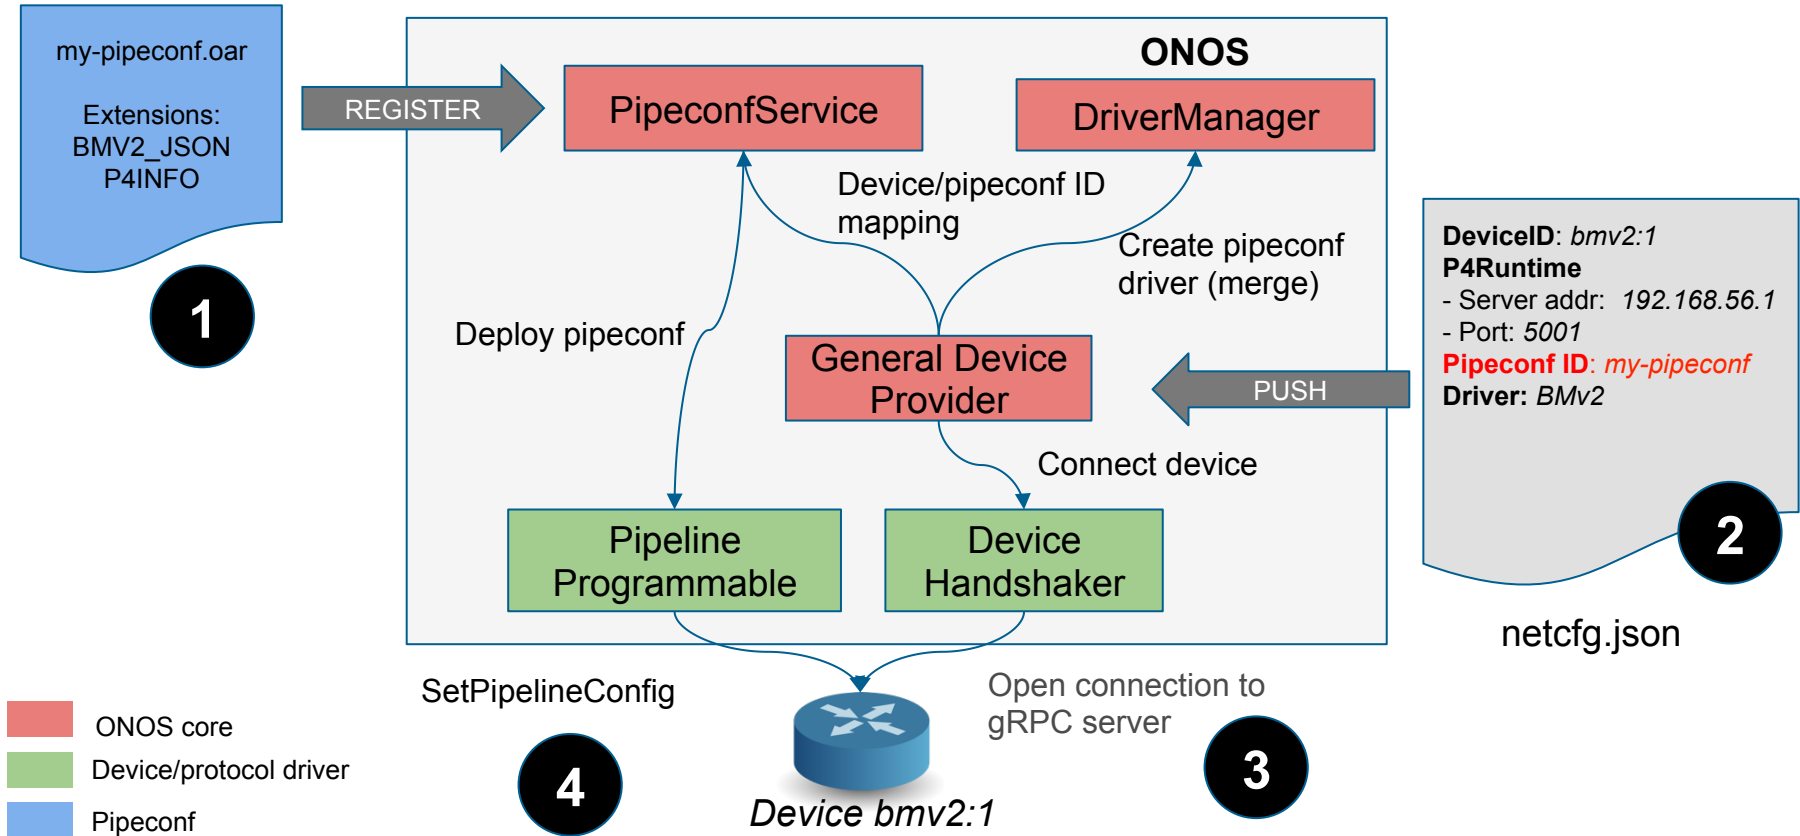 my-pipeconf.oar
Extensions:
BMV2_JSON
P4INFO
1
REGISTER
ONOS
PipeconfService
DriverManager
Device/pipeconf ID
mapping
Create pipeconf
driver (merge)
Deploy pipeconf
General Device
Provider
PUSH
DeviceID: bmv2:1
P4Runtime
- Server addr: 192.168.56.1
- Port: 5001
Pipeconf ID: my-pipeconf
Driver: BMv2
2
netcfg.json
Connect device
Pipeline
Programmable
Device
Handshaker
SetPipelineConfig
4
Open connection to
gRPC server
3
Device bmv2:1
ONOS core
Device/protocol driver
Pipeconf